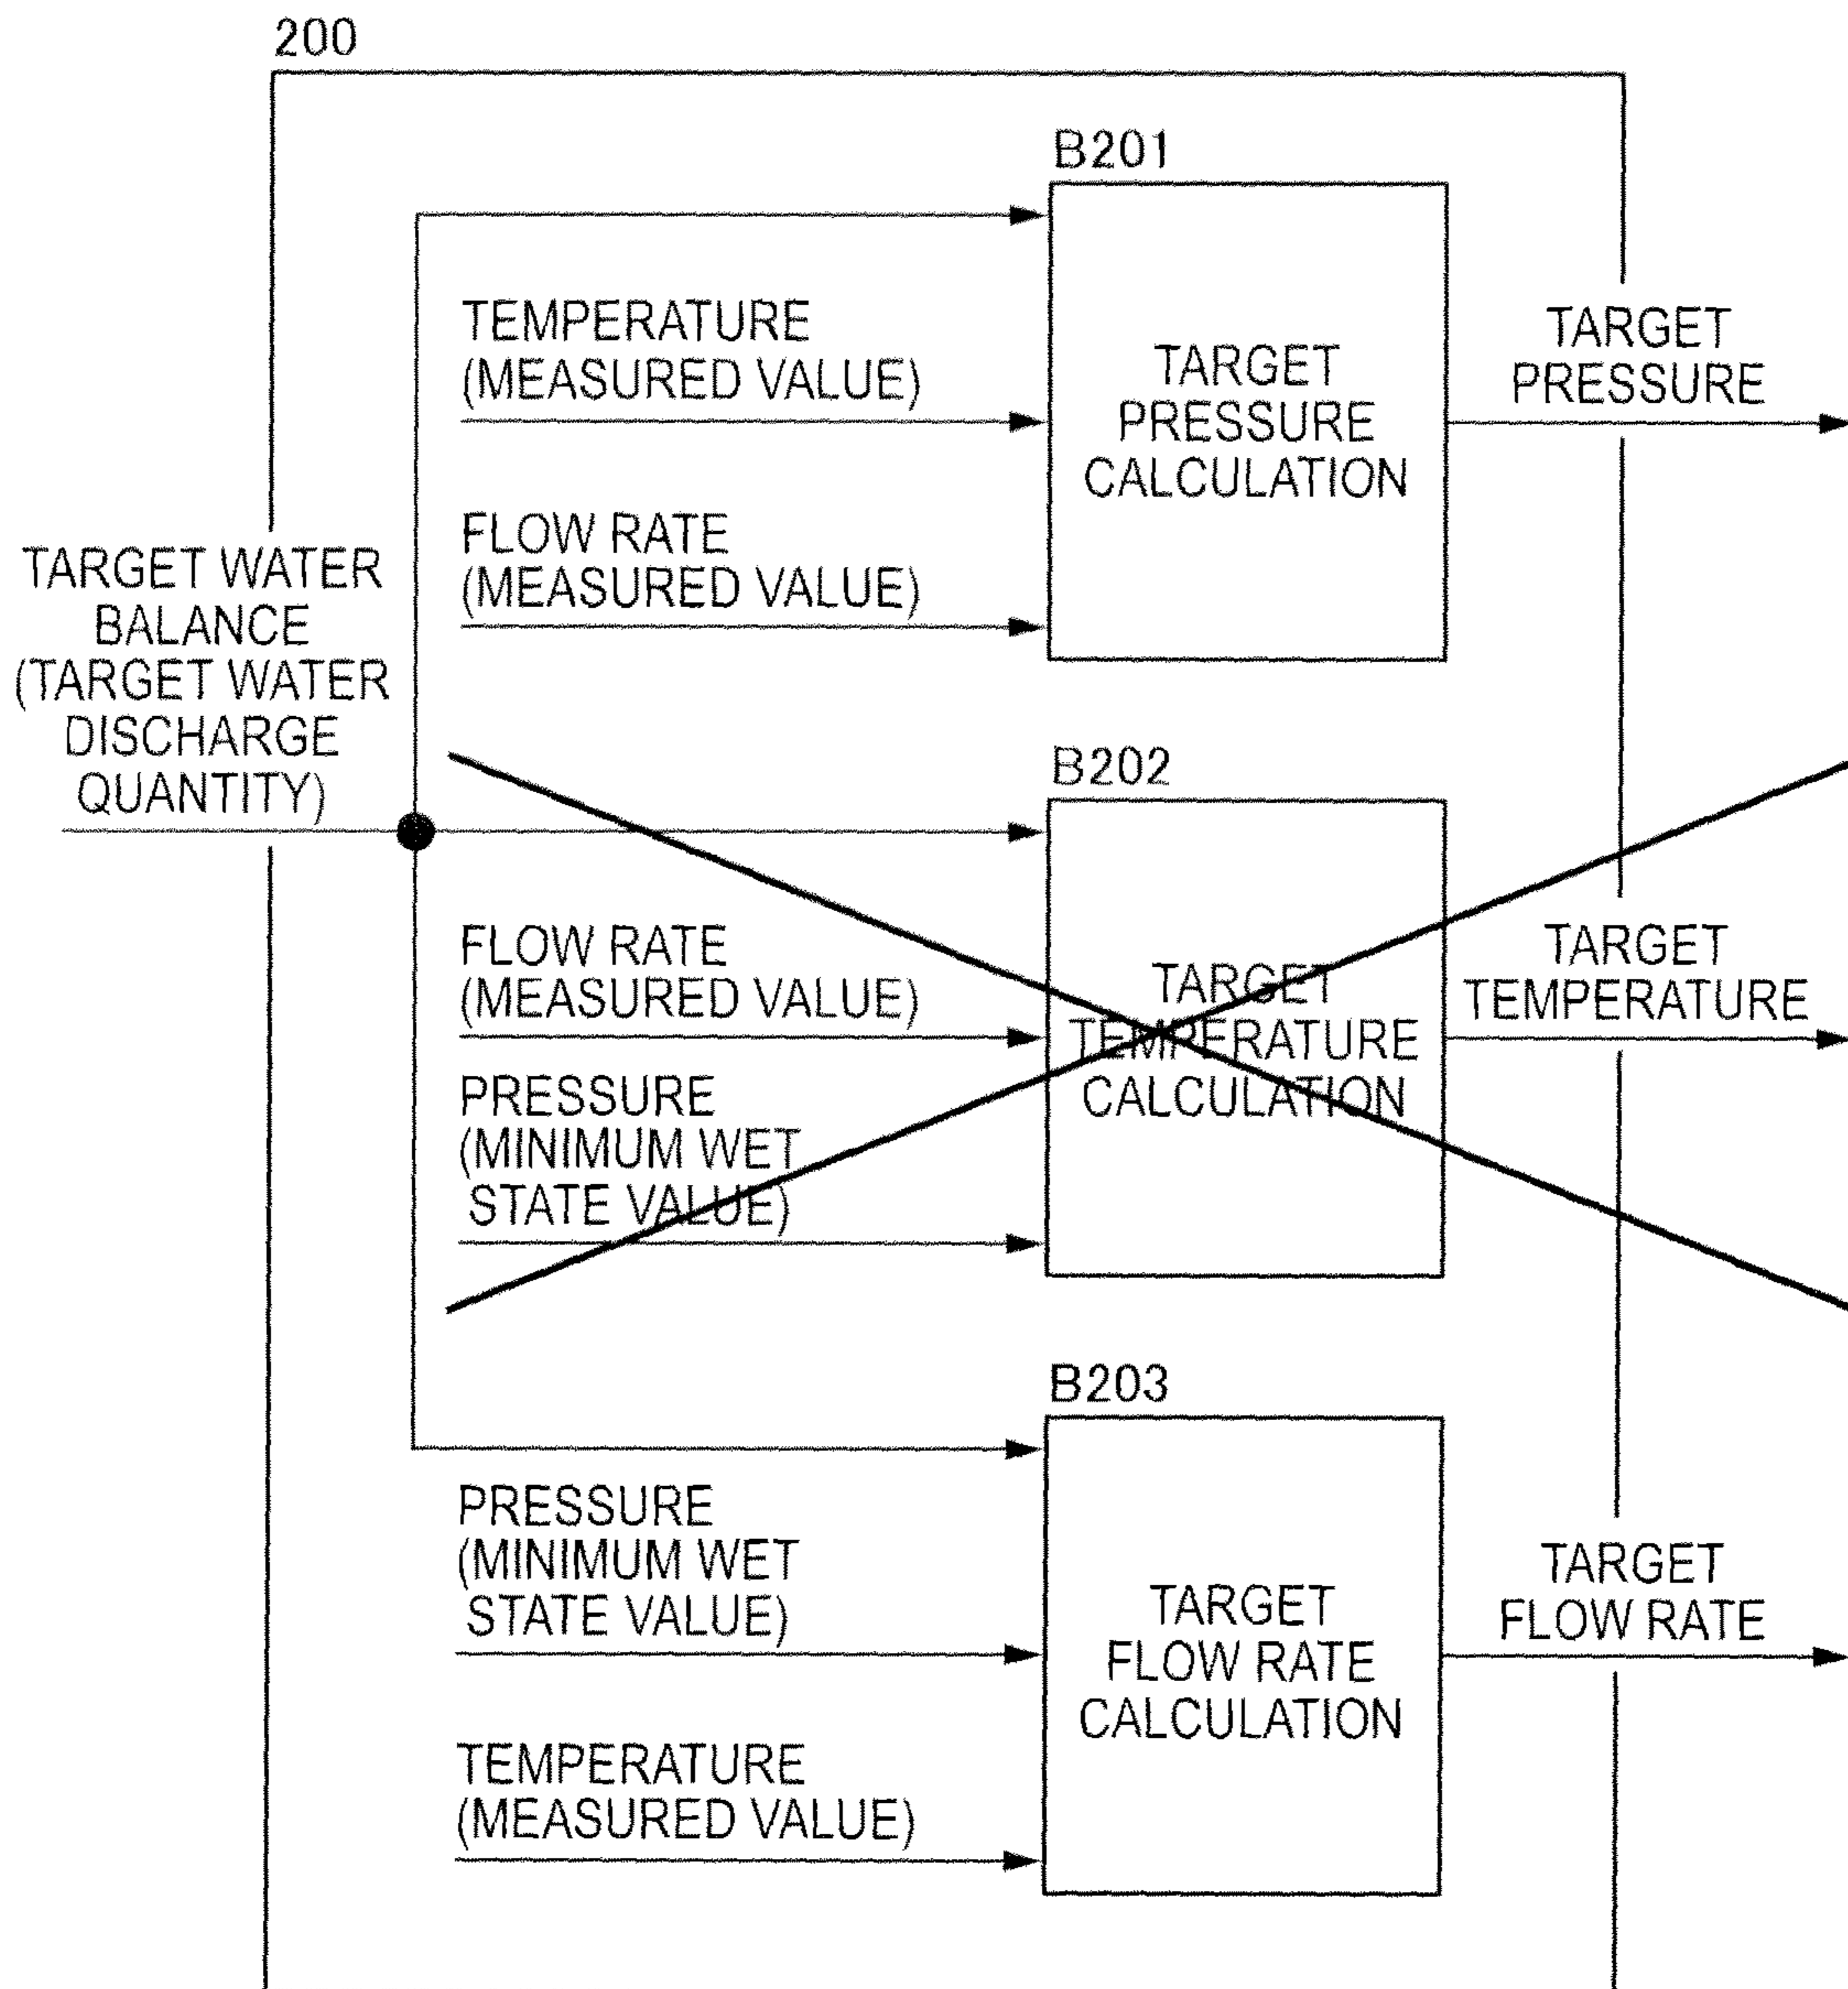 200
B201
TEMPERATURE
(MEASURED VALUE)
FLOW RATE
(MEASURED VALUE)
TARGET
PRESSURE
CALCULATION
TARGET
PRESSURE
TARGET WATER
BALANCE
(TARGET WATER
DISCHARGE
QUANTITY)
B202
FLOW RATE
(MEASURED VALUE)
PRESSURE
(MINIMUM WET
STATE VALUE)
TARGET
TEMPERATURE
CALCULATION
TARGET
TEMPERATURE
B203
PRESSURE
(MINIMUM WET
STATE VALUE)
TEMPERATURE
(MEASURED VALUE)
TARGET
FLOW RATE
CALCULATION
TARGET
FLOW RATE